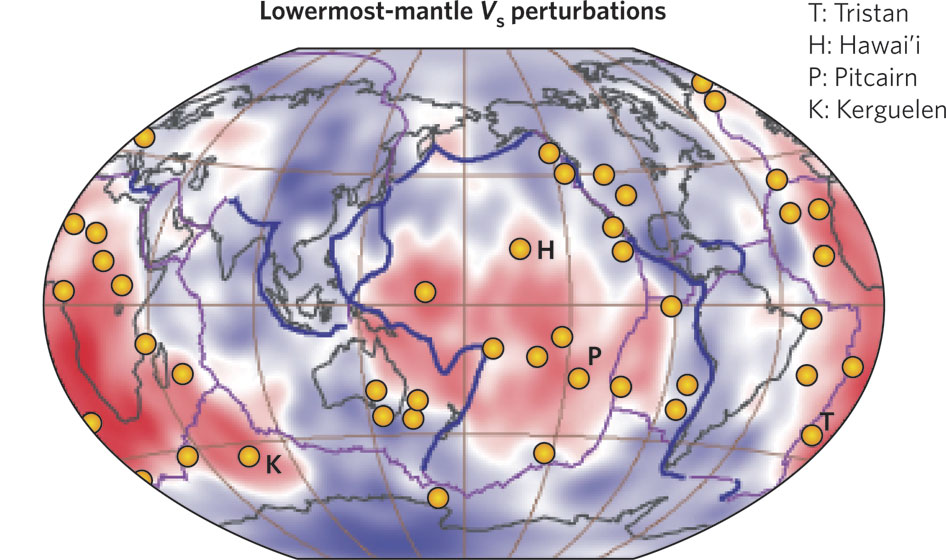 Lowermost-mantle Vs perturbations
T: Tristan
H: Hawai'i
P: Pitcairn
K: Kerguelen
H
P
T
K